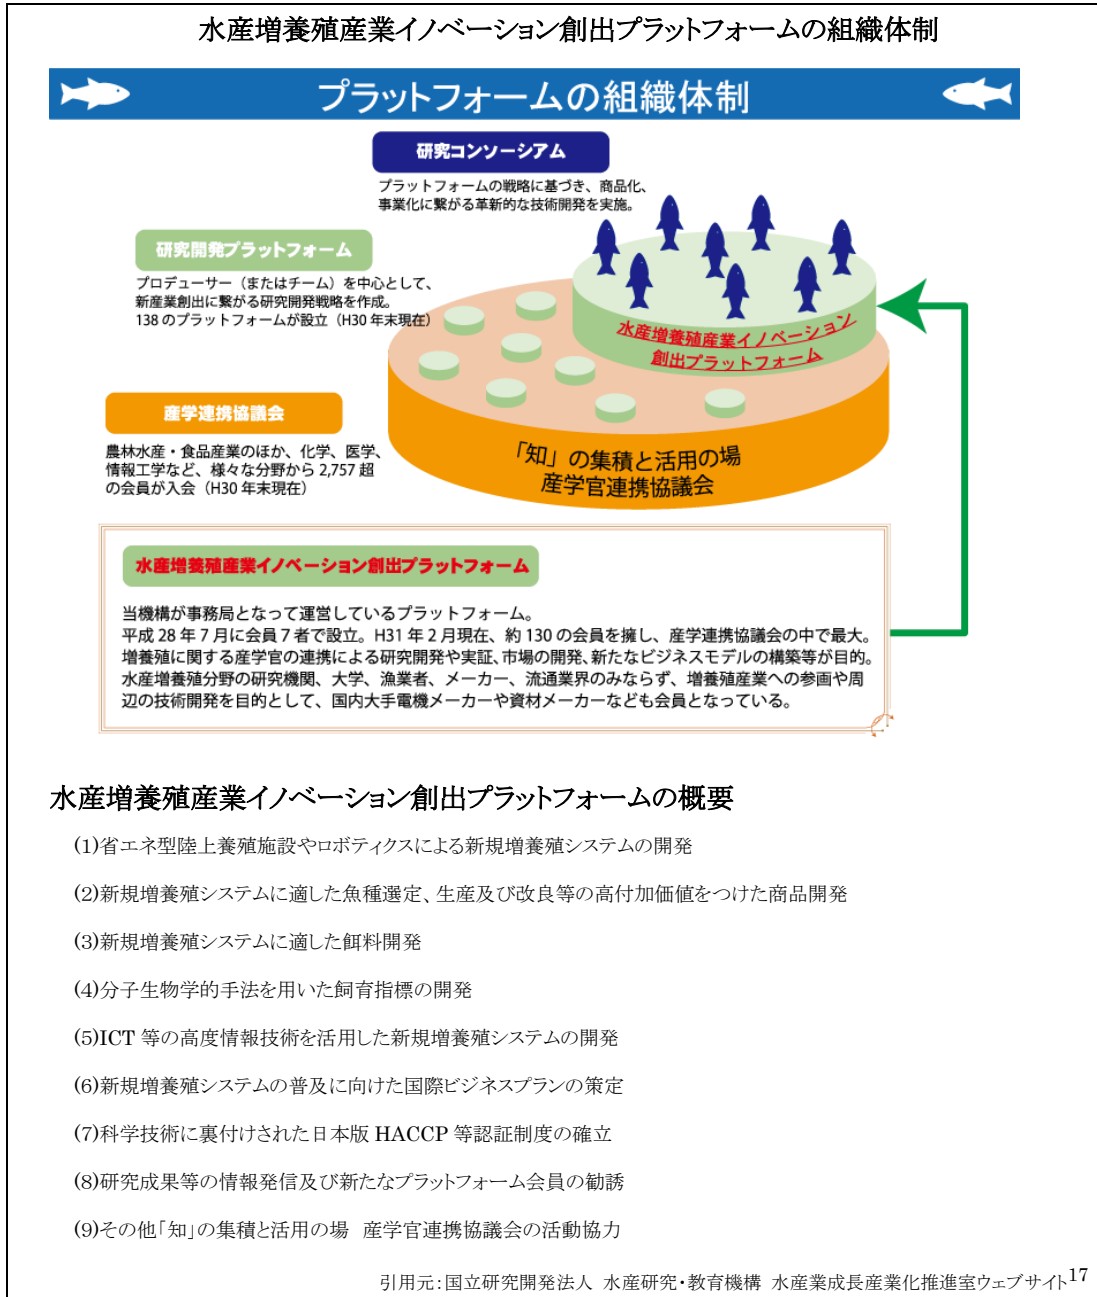 水産増養殖産業イノベーション創出プラットフォームの組織体制
プラットフォームの組織体制
研究コンソーシアム
プラットフォームの戦略に基づき、商品化、
事業化に繋がる革新的な技術開発を実施。
研究開発プラットフォーム
プロデューサー（またはチーム）を中心として、
新産業創出に繋がる研究開発戦略を作成。
138 のプラットフォームが設立（H30 年末現在）
水産増養殖産業イノベーション
創出プラットフォーム
産学連携協議会
農林水産・食品産業のほか、化学、医学、
情報工学など、様々な分野から 2,757 超
の会員が入会（H30 年末現在）
「知」の集積と活用の場
産学官連携協議会
水産増養殖産業イノベーション創出プラットフォーム
当機構が事務局となって運営しているプラットフォーム。
平成 28 年 7 月に会員 7 者で設立。H31 年 2 月現在、約 130 の会員を擁し、産学連携協議会の中で最大。
増養殖に関する産学官の連携による研究開発や実証、市場の開発、新たなビジネスモデルの構築等が目的。
水産増養殖分野の研究機関、大学、漁業者、メーカー、流通業界のみならず、増養殖産業への参画や周
辺の技術開発を目的として、国内大手電機メーカーや資材メーカーなども会員となっている。
水産増養殖産業イノベーション創出プラットフォームの概要
(1)省エネ型陸上養殖施設やロボティクスによる新規増養殖システムの開発
(2)新規増養殖システムに適した魚種選定、生産及び改良等の高付加価値をつけた商品開発
(3)新規増養殖システムに適した餌料開発
(4)分子生物学的手法を用いた飼育指標の開発
(5)ICT 等の高度情報技術を活用した新規増養殖システムの開発
(6)新規増養殖システムの普及に向けた国際ビジネスプランの策定
(7)科学技術に裏付けされた日本版 HACCP 等認証制度の確立
(8)研究成果等の情報発信及び新たなプラットフォーム会員の勧誘
(9)その他「知」の集積と活用の場 産学官連携協議会の活動協力
引用元：国立研究開発法人 水産研究・教育機構 水産業成長産業化推進室ウェブサイト17